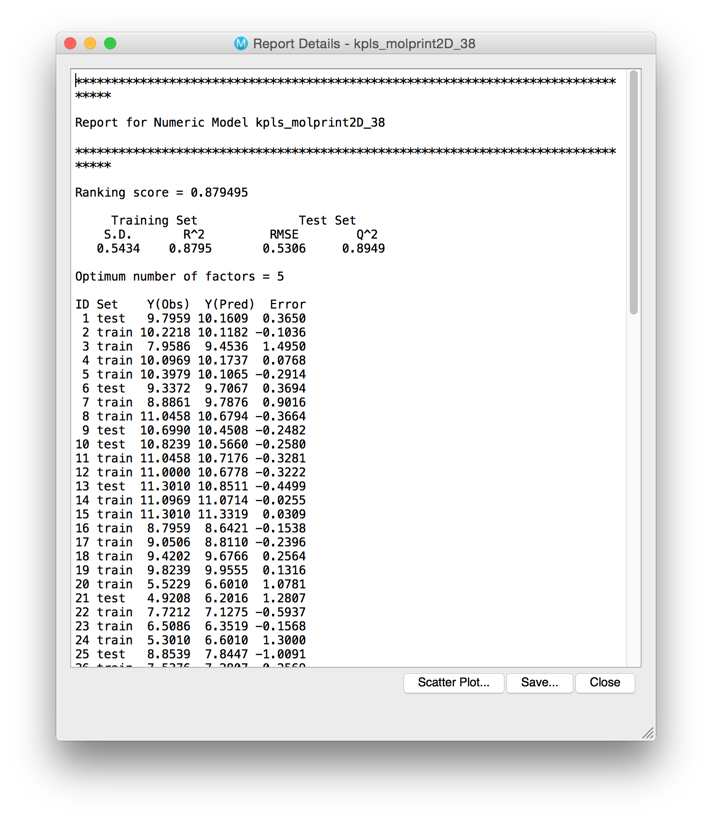 Report Details - kpls_molprint2D_38
*******************************************************************************
*****
Report for Numeric Model kpls_molprint2D_38
*******************************************************************************
*****
Ranking score = 0.879495
Training Set Test Set
S.D. R^2 RMSE Q^2
0.5434 0.8795 0.5306 0.8949
Optimum number of factors = 5
ID Set Y(Obs) Y(Pred) Error
1 test 9.7959 10.1609 0.3650
2 train 10.2218 10.1182 -0.1036
3 train 7.9586 9.4536 1.4950
4 train 10.0969 10.1737 0.0768
5 train 10.3979 10.1065 -0.2914
6 test 9.3372 9.7067 0.3694
7 train 8.8861 9.7876 0.9016
8 train 11.0458 10.6794 -0.3664
9 test 10.6990 10.4508 -0.2482
10 test 10.8239 10.5660 -0.2580
11 train 11.0458 10.7176 -0.3281
12 train 11.0000 10.6778 -0.3222
13 test 11.3010 10.8511 -0.4499
14 train 11.0969 11.0714 -0.0255
15 train 11.3010 11.3319 0.0309
16 train 8.7959 8.6421 -0.1538
17 train 9.0506 8.8110 -0.2396
18 train 9.4202 9.6766 0.2564
19 train 9.8239 9.9555 0.1316
20 train 5.5229 6.6010 1.0781
21 test 4.9208 6.2016 1.2807
22 train 7.7212 7.1275 -0.5937
23 train 6.5086 6.3519 -0.1568
24 train 5.3010 6.6010 1.3000
25 test 8.8539 7.8447 -1.0091
Scatter Plot... Save... Close